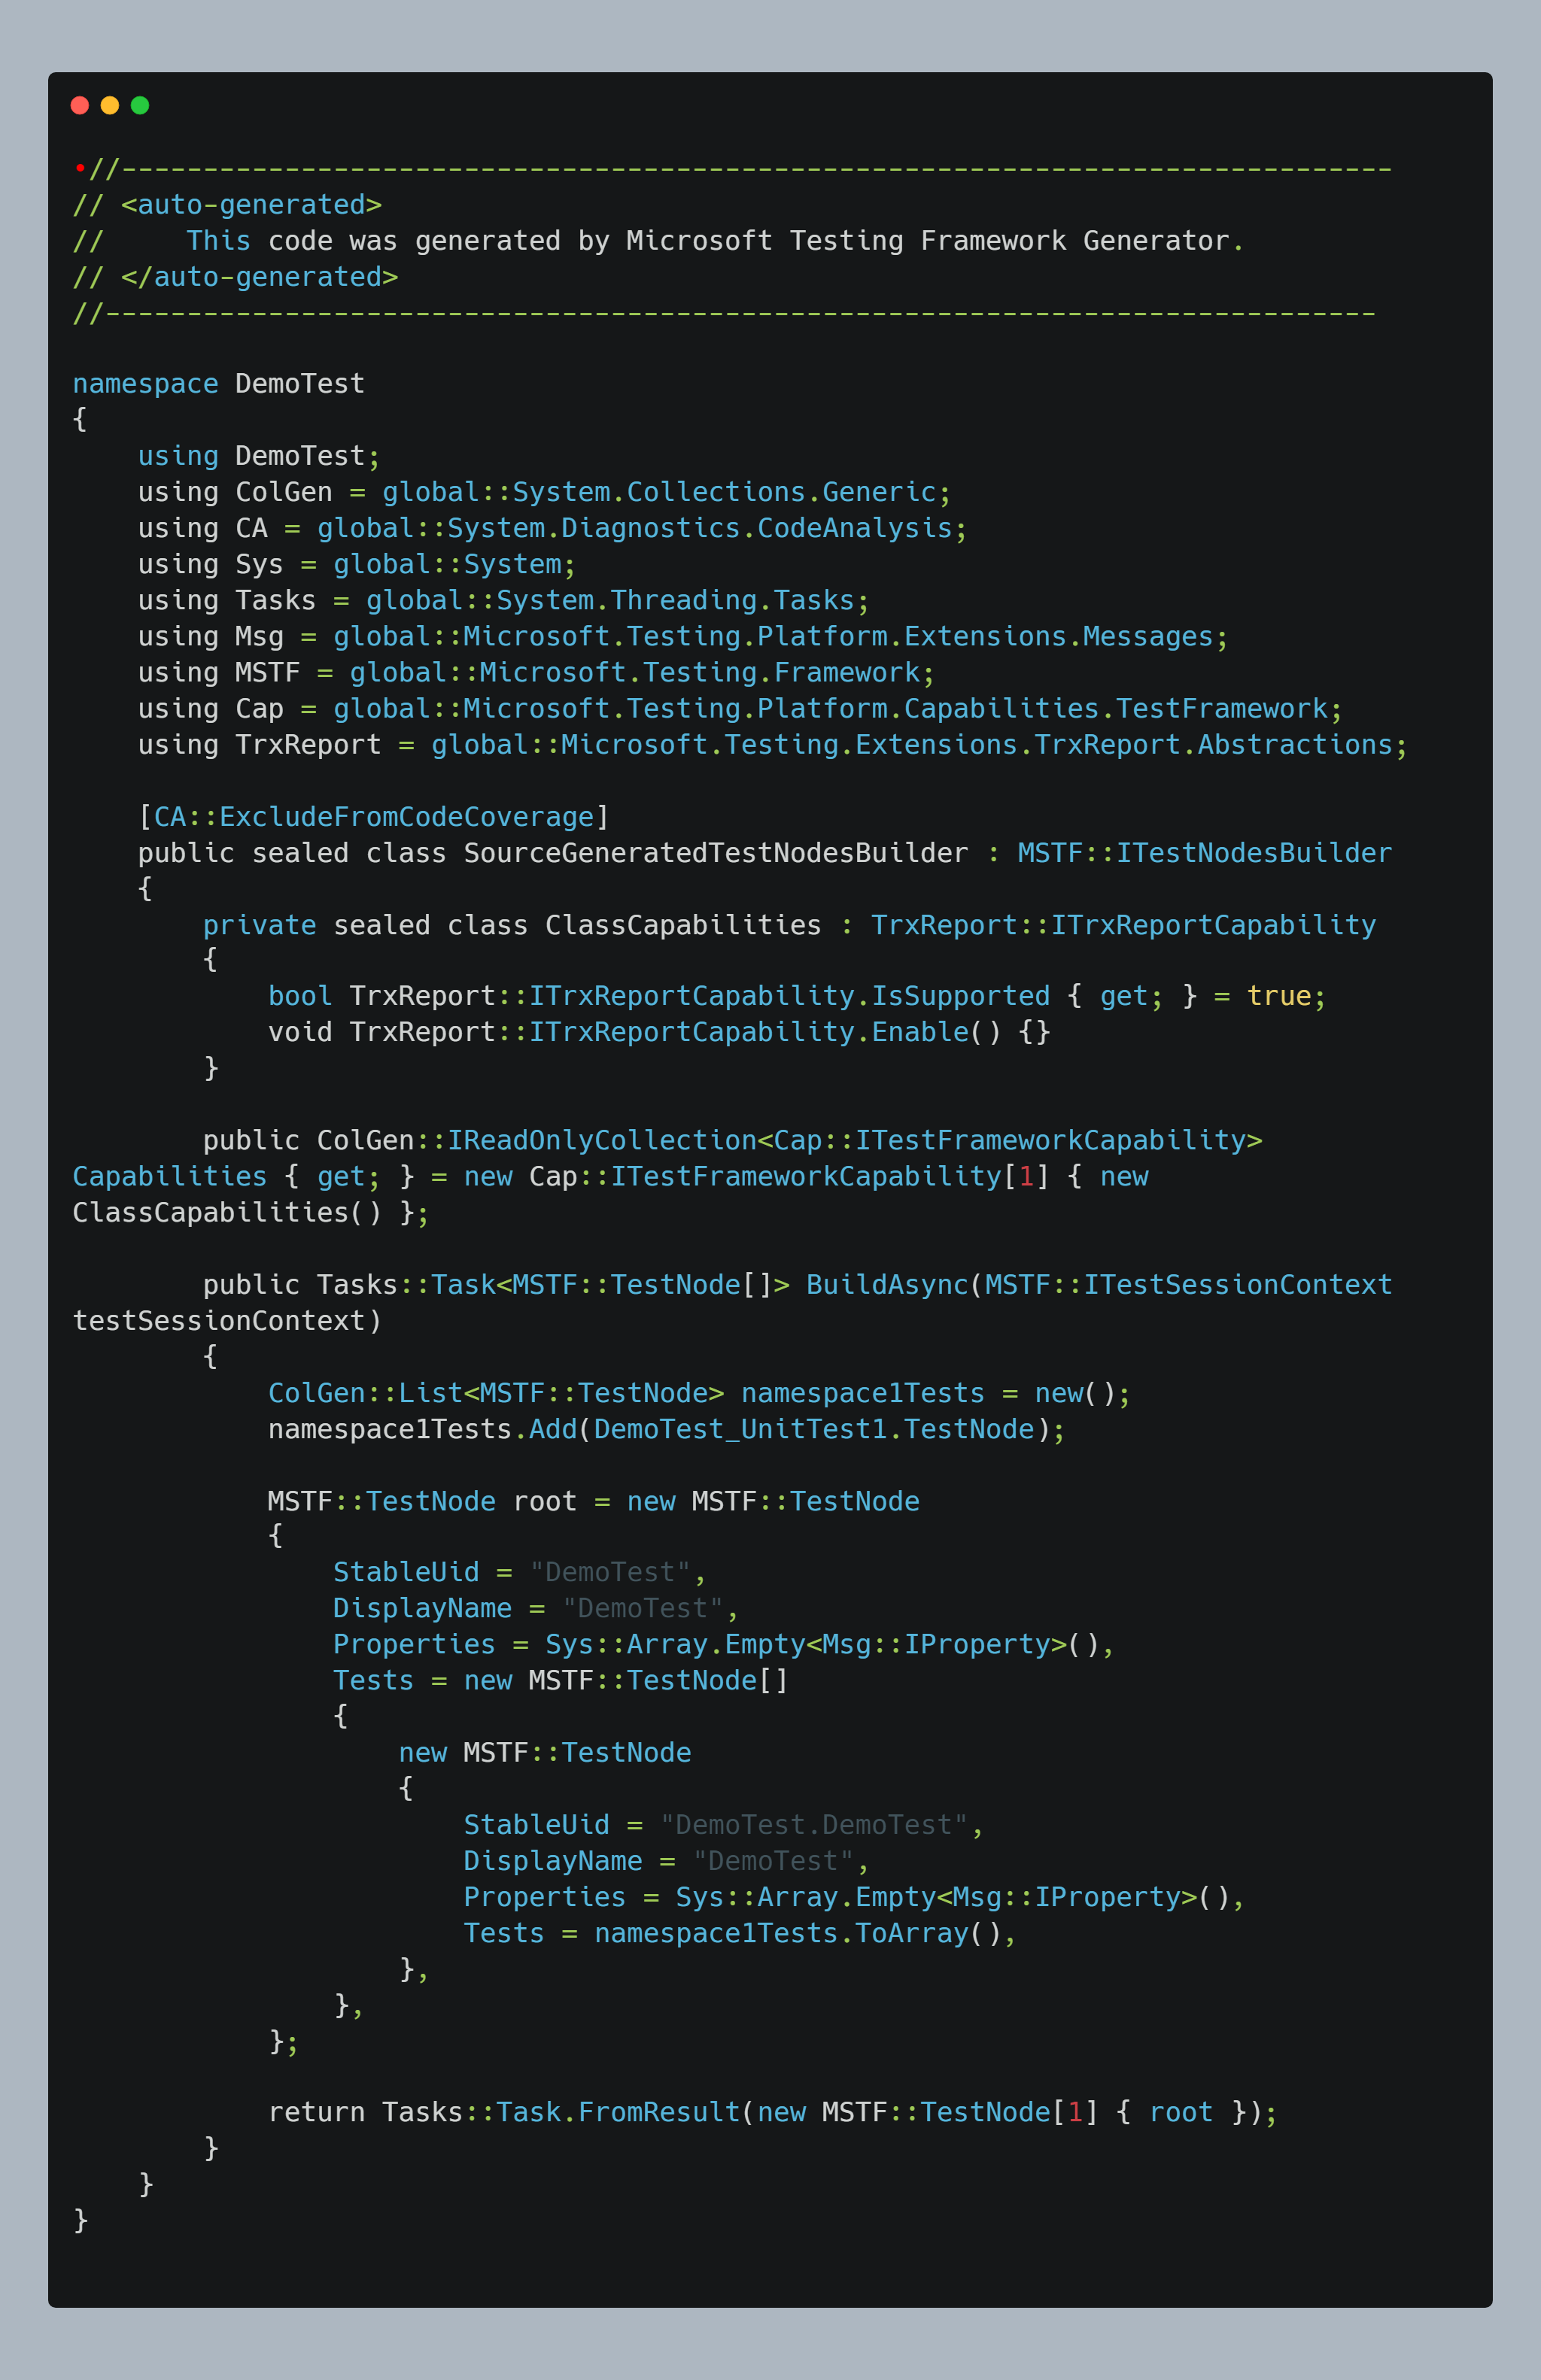 •//------------------------------------------------------------------------------
// <auto-generated>
//     This code was generated by Microsoft Testing Framework Generator.
// </auto-generated>
//------------------------------------------------------------------------------

namespace DemoTest
{
    using DemoTest;
    using ColGen = global::System.Collections.Generic;
    using CA = global::System.Diagnostics.CodeAnalysis;
    using Sys = global::System;
    using Tasks = global::System.Threading.Tasks;
    using Msg = global::Microsoft.Testing.Platform.Extensions.Messages;
    using MSTF = global::Microsoft.Testing.Framework;
    using Cap = global::Microsoft.Testing.Platform.Capabilities.TestFramework;
    using TrxReport = global::Microsoft.Testing.Extensions.TrxReport.Abstractions;

    [CA::ExcludeFromCodeCoverage]
    public sealed class SourceGeneratedTestNodesBuilder : MSTF::ITestNodesBuilder
    {
        private sealed class ClassCapabilities : TrxReport::ITrxReportCapability
        {
            bool TrxReport::ITrxReportCapability.IsSupported { get; } = true;
            void TrxReport::ITrxReportCapability.Enable() {}
        }

        public ColGen::IReadOnlyCollection<Cap::ITestFrameworkCapability>
Capabilities { get; } = new Cap::ITestFrameworkCapability[1] { new
ClassCapabilities() };

        public Tasks::Task<MSTF::TestNode[]> BuildAsync(MSTF::ITestSessionContext
testSessionContext)
        {
            ColGen::List<MSTF::TestNode> namespace1Tests = new();
            namespace1Tests.Add(DemoTest_UnitTest1.TestNode);

            MSTF::TestNode root = new MSTF::TestNode
            {
                StableUid = "DemoTest",
                DisplayName = "DemoTest",
                Properties = Sys::Array.Empty<Msg::IProperty>(),
                Tests = new MSTF::TestNode[]
                {
                    new MSTF::TestNode
                    {
                        StableUid = "DemoTest.DemoTest",
                        DisplayName = "DemoTest",
                        Properties = Sys::Array.Empty<Msg::IProperty>(),
                        Tests = namespace1Tests.ToArray(),
                    },
                },
            };

            return Tasks::Task.FromResult(new MSTF::TestNode[1] { root });
        }
    }
}